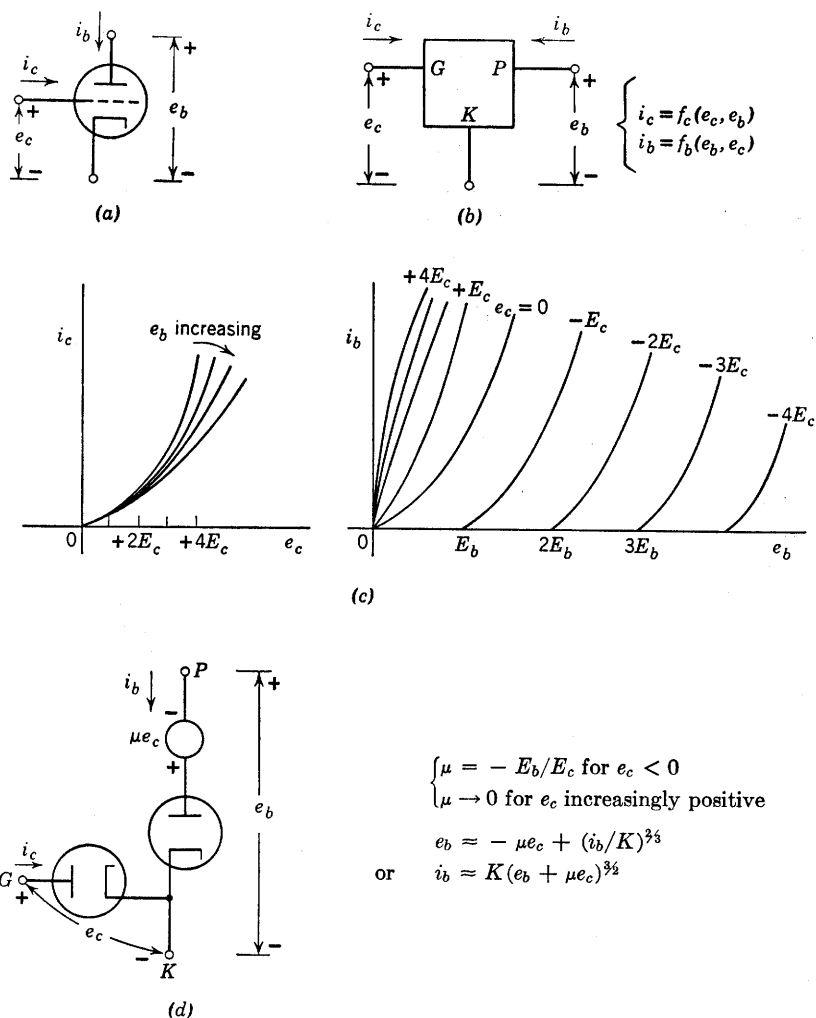 i_b
i_c
+
+
e_c
e_b
−
−
(a)
i_c
i_b
G
P
+
+
K
e_c
e_b
−
−
i_c = f_c(e_c, e_b)
i_b = f_b(e_b, e_c)
(b)
i_c
e_b increasing
0
+2E_c
+4E_c
e_c
i_b
+4E_c
+E_c
e_c = 0
−E_c
−2E_c
−3E_c
−4E_c
0
E_b
2E_b
3E_b
e_b
(c)
P
i_b
+
−
μe_c
+
e_b
i_c
G
+
e_c
−
K
−
(d)
μ = − E_b/E_c for e_c < 0
μ → 0 for e_c increasingly positive
e_b ≈ − μe_c + (i_b/K)^{2/3}
or i_b ≈ K(e_b + μe_c)^{3/2}